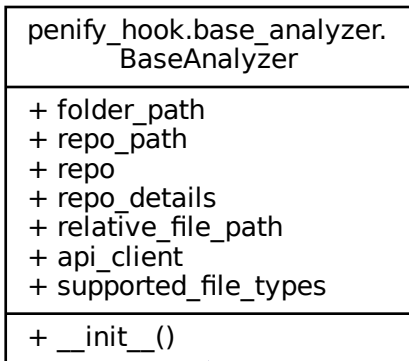 penify_hook.base_analyzer.
BaseAnalyzer
+ folder_path
+ repo_path
+ repo
+ repo_details
+ relative_file_path
+ api_client
+ supported_file_types
+ __init__()